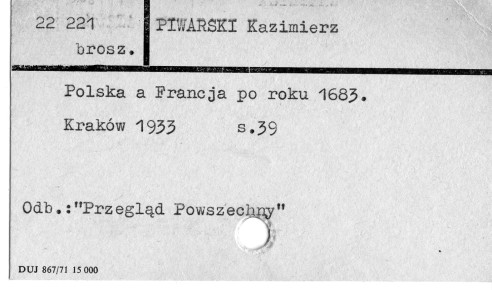 22 221 PIWARSKI Kazimierz
brosz.
Polska a Francja po roku 1683.
Kraków 1933 s.39
Odb.:"Przegląd Powszechny"
DUJ 867/71 15 000